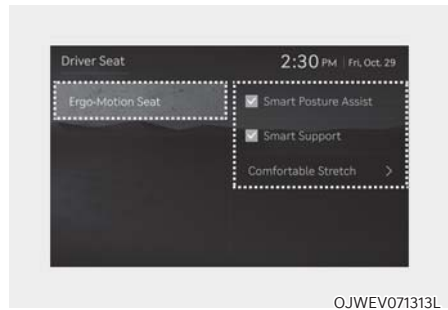 Driver Seat 2:30 PM Fri, Oct. 29
Ergo-Motion Seat
Smart Posture Assist
Smart Support
Comfortable Stretch >
OJWEV071313L